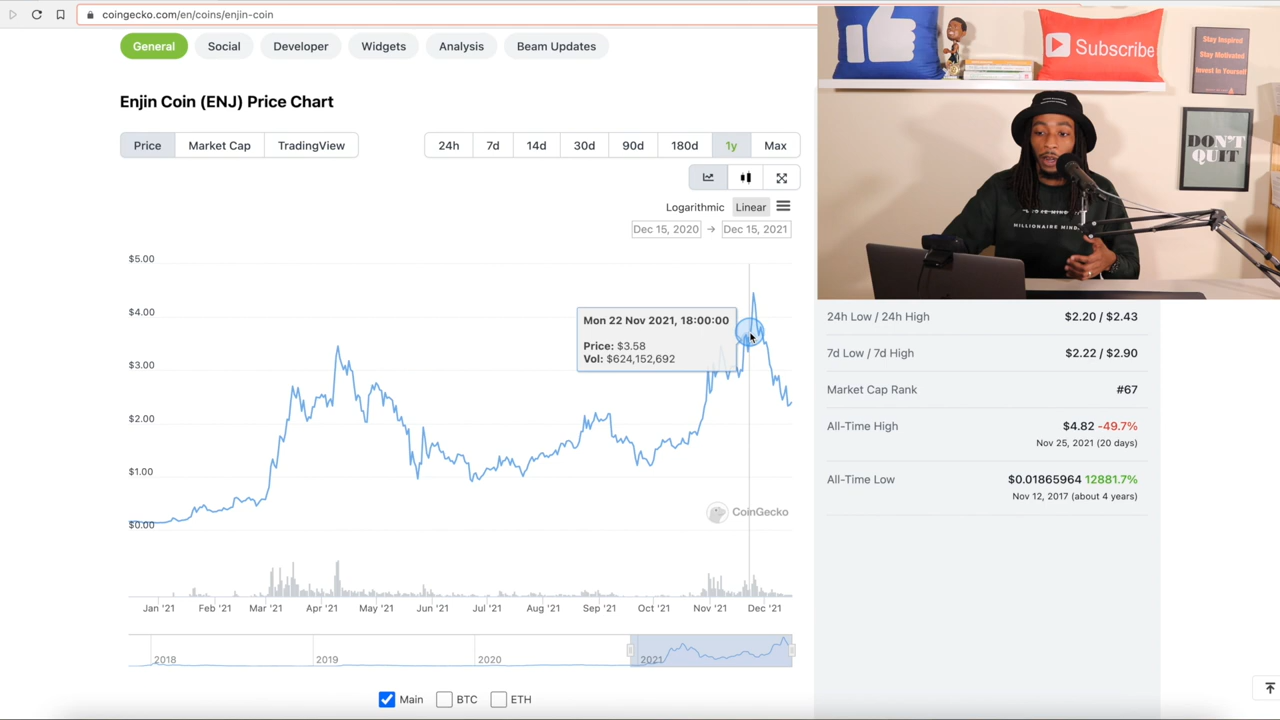 coingecko.com/en/coins/enjin-coin
General
Social
Developer
Widgets
Analysis
Beam Updates
Enjin Coin (ENJ) Price Chart
Price
Market Cap
TradingView
24h
7d
14d
30d
90d
180d
1y
Max
Logarithmic
Linear
Dec 15, 2020 → Dec 15, 2021
$5.00
$4.00
$3.00
$2.00
$1.00
$0.00
Mon 22 Nov 2021, 18:00:00
Price: $3.58
Vol: $624,152,692
CoinGecko
Jan '21
Feb '21
Mar '21
Apr '21
May '21
Jun '21
Jul '21
Aug '21
Sep '21
Oct '21
Nov '21
Dec '21
2018
2019
2020
2021
Main
BTC
ETH
Subscribe
Stay Inspired
Stay Motivated
Invest In Yourself
DON'T
QUIT
MILLIONAIRE MIND
24h Low / 24h High
$2.20 / $2.43
7d Low / 7d High
$2.22 / $2.90
Market Cap Rank
#67
All-Time High
$4.82 -49.7%
Nov 25, 2021 (20 days)
All-Time Low
$0.01865964 12881.7%
Nov 12, 2017 (about 4 years)